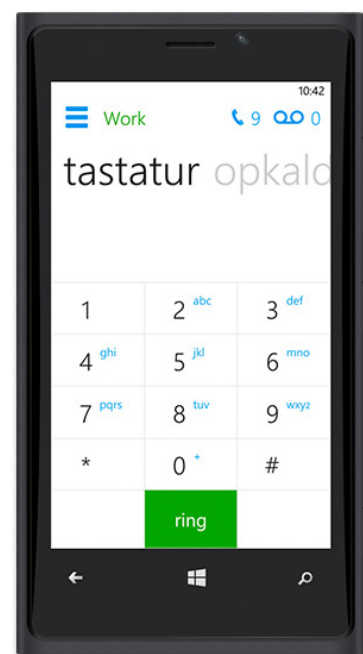 10:42
Work 9 0
tastatur opkald
1 2 abc 3 def
4 ghi 5 jkl 6 mno
7 pqrs 8 tuv 9 wxyz
* 0 + #
ring